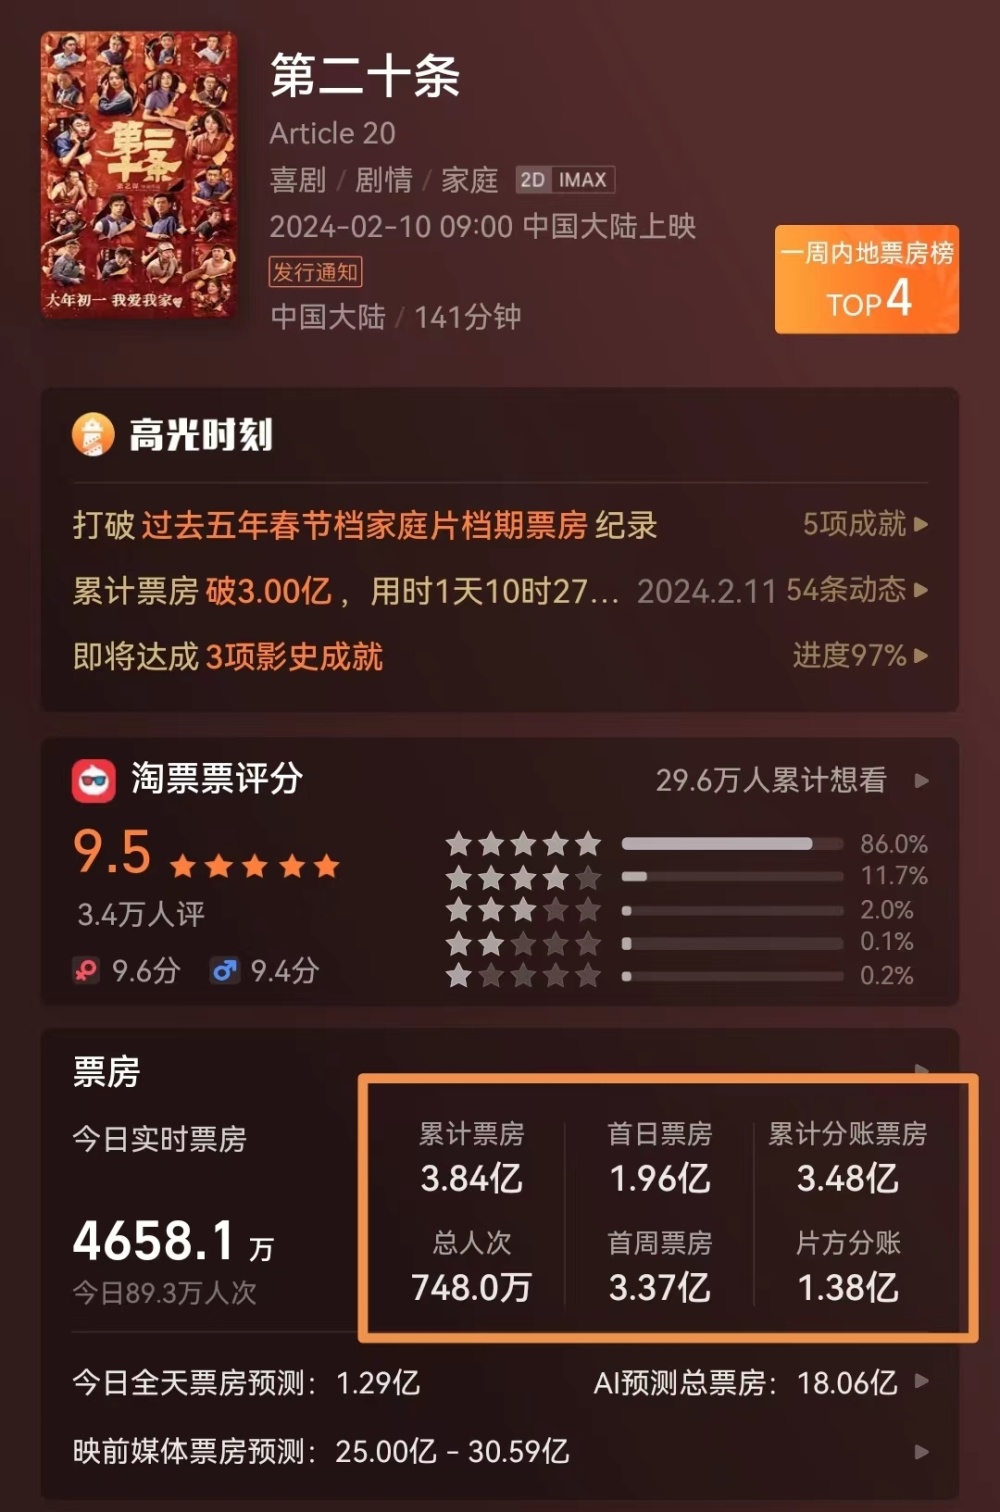 第二十条
Article 20
喜剧 / 剧情 / 家庭 2D IMAX
2024-02-10 09:00 中国大陆上映
发行通知
中国大陆 / 141分钟
第二十条
大年初一 我爱我家
一周内地票房榜
TOP4
高光时刻
打破过去五年春节档家庭片档期票房纪录 5项成就
累计票房破3.00亿，用时1天10时27... 2024.2.11 54条动态
即将达成3项影史成就 进度97%
淘票票评分 29.6万人累计想看
9.5
3.4万人评
9.6分 9.4分
86.0%
11.7%
2.0%
0.1%
0.2%
票房
今日实时票房
4658.1万
今日89.3万人次
累计票房 首日票房 累计分账票房
3.84亿 1.96亿 3.48亿
总人次 首周票房 片方分账
748.0万 3.37亿 1.38亿
今日全天票房预测：1.29亿 AI预测总票房：18.06亿
映前媒体票房预测：25.00亿 - 30.59亿